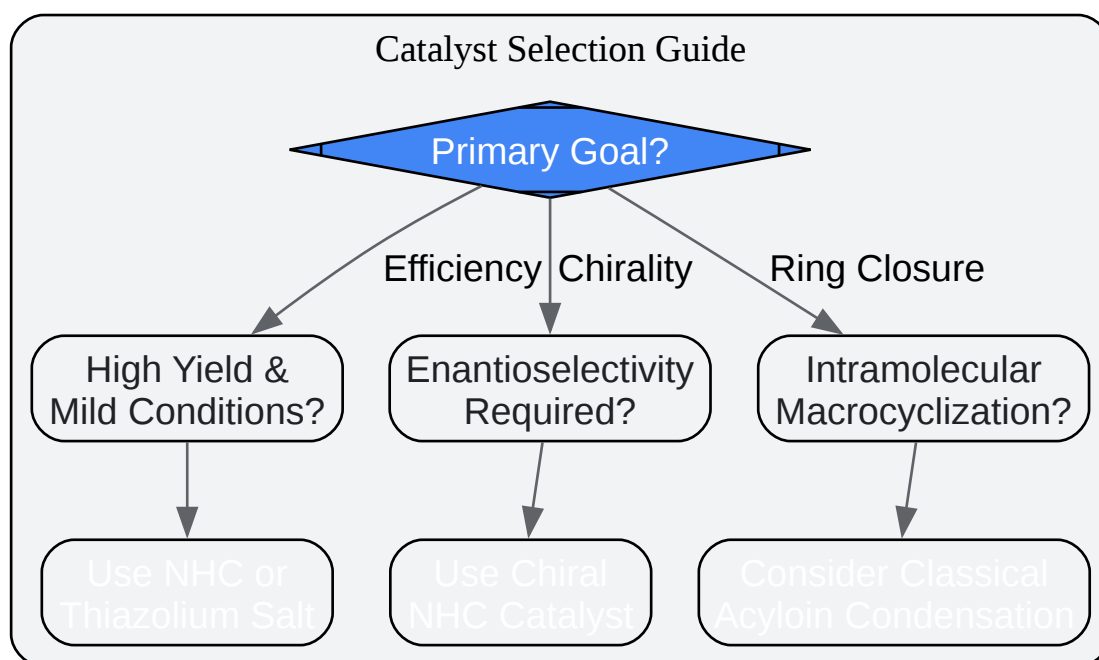 Catalyst Selection Guide
Primary Goal?
Efficiency
Chirality
Ring Closure
High Yield &
Mild Conditions?
Enantioselectivity
Required?
Intramolecular
Macrocyclization?
Use NHC or
Thiazolium Salt
Use Chiral
NHC Catalyst
Consider Classical
Acyloin Condensation